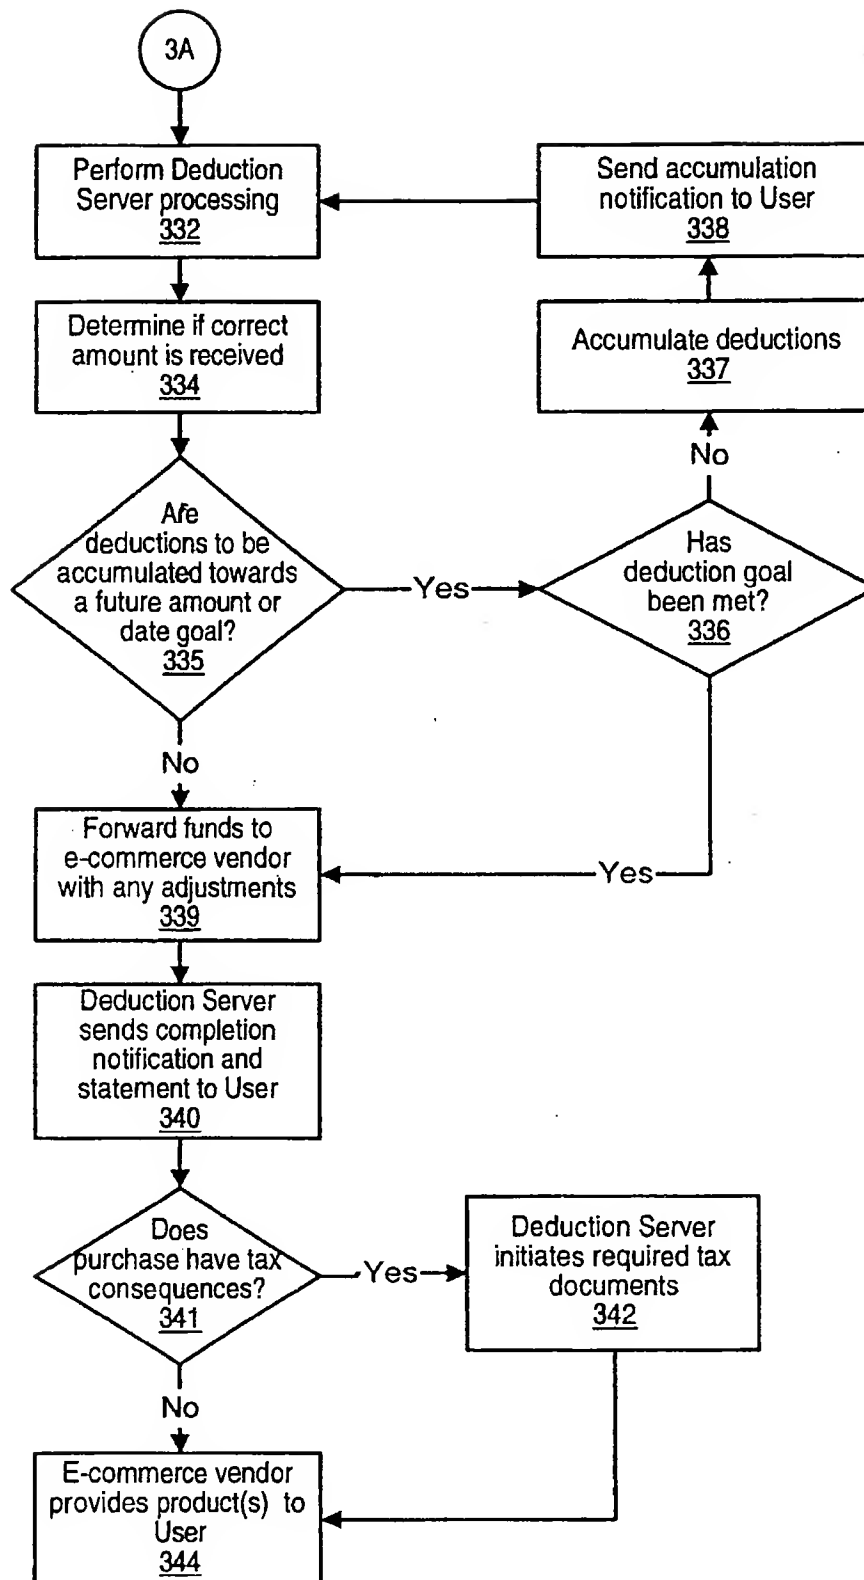 3A
Perform Deduction
Server processing
332
Send accumulation
notification to User
338
Determine if correct
amount is received
334
Accumulate deductions
337
No
Are
deductions to be
accumulated towards
a future amount or
date goal?
335
Yes
Has
deduction goal
been met?
336
No
Forward funds to
e-commerce vendor
with any adjustments
339
Yes
Deduction Server
sends completion
notification and
statement to User
340
Does
purchase have tax
consequences?
341
Yes
Deduction Server
initiates required tax
documents
342
No
E-commerce vendor
provides product(s) to
User
344